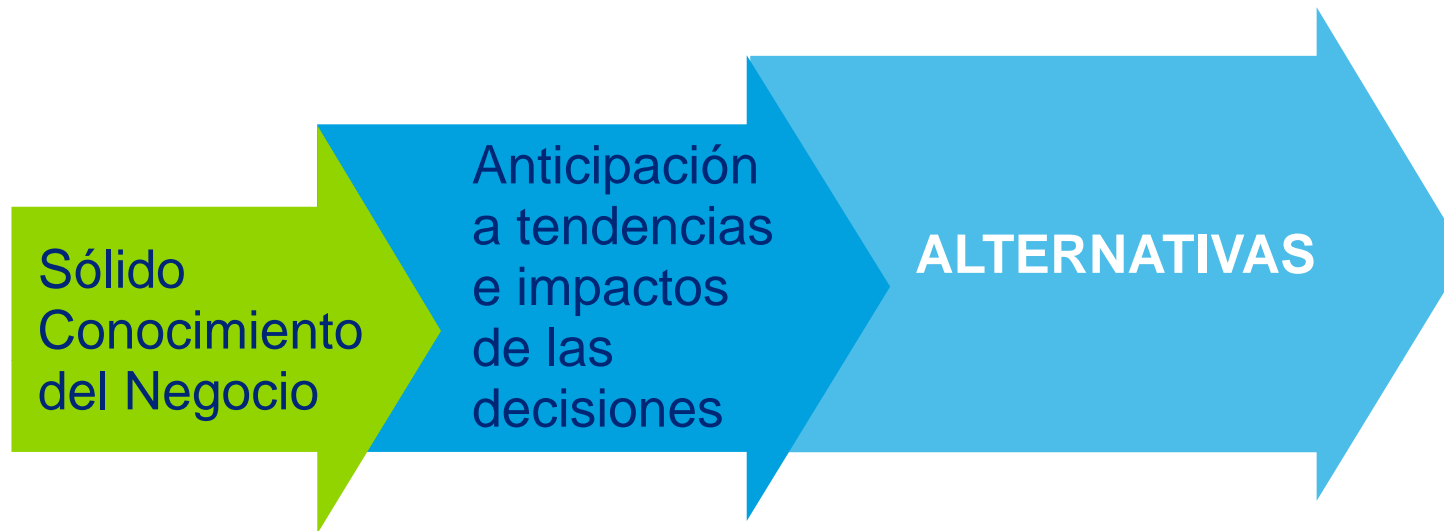 Sólido
Conocimiento
del Negocio
Anticipación
a tendencias
e impactos
de las
decisiones
ALTERNATIVAS